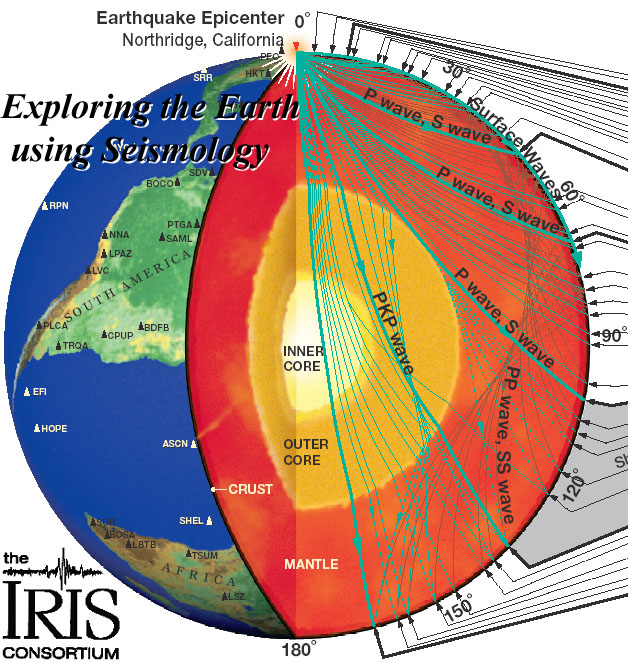 Earthquake Epicenter
Northridge, California
0°
HKT
SRR
30°
Exploring the Earth
using Seismology
P wave, S wave
Surface Waves
SDV
BOCO
P wave, S wave
60°
RPN
PTGA
NNA
SAML
LPAZ
LVC
SOUTH AMERICA
P wave, S wave
PKP wave
PLCA
BDFB
CPUP
TRQA
90°
INNER
CORE
PP wave, SS wave
EFI
HOPE
ASCN
OUTER
CORE
CRUST
120°
SHEL
SUR
BOSA
LBTB
TSUM
MANTLE
AFRICA
LSZ
150°
the
IRIS
CONSORTIUM
180°